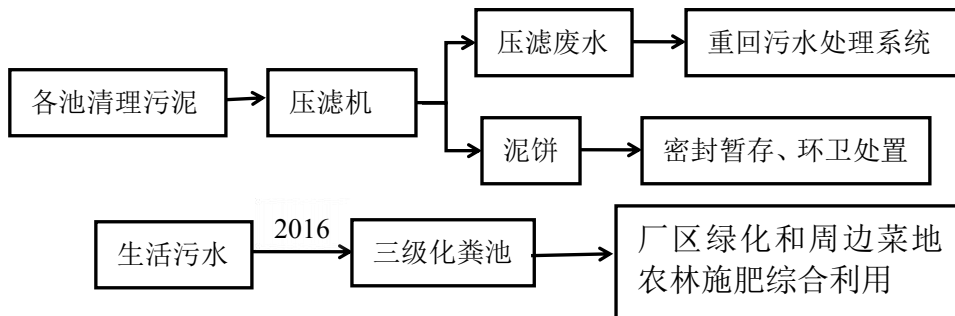 压滤废水
重回污水处理系统
各池清理污泥
压滤机
泥饼
密封暂存、环卫处置
生活污水
2016
三级化粪池
厂区绿化和周边菜地
农林施肥综合利用